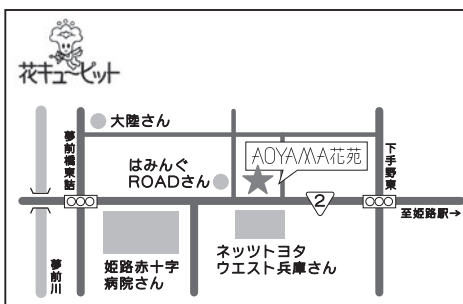 花キューピット
大陸さん
夢前橋東詰
はみんぐ
ROADさん
AOYAMA花苑
下手野東
2
至姫路駅→
夢前川
姫路赤十字
病院さん
ネッツトヨタ
ウエスト兵庫さん